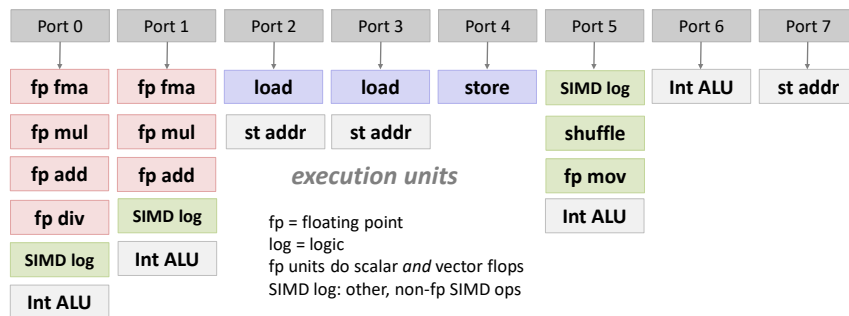 Port 0 Port 1 Port 2 Port 3 Port 4 Port 5 Port 6 Port 7
fp fma fp fma load load store SIMD log Int ALU st addr
fp mul fp mul st addr st addr shuffle
fp add fp add execution units fp mov
fp div SIMD log fp = floating point Int ALU
log = logic
SIMD log Int ALU fp units do scalar and vector flops
SIMD log: other, non-fp SIMD ops
Int ALU